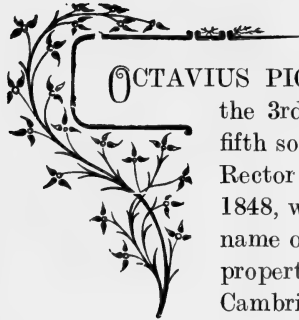 OCTAVIUS PIC
the 3rd
fifth so
Rector
1848, w
name o
propert
Cambri